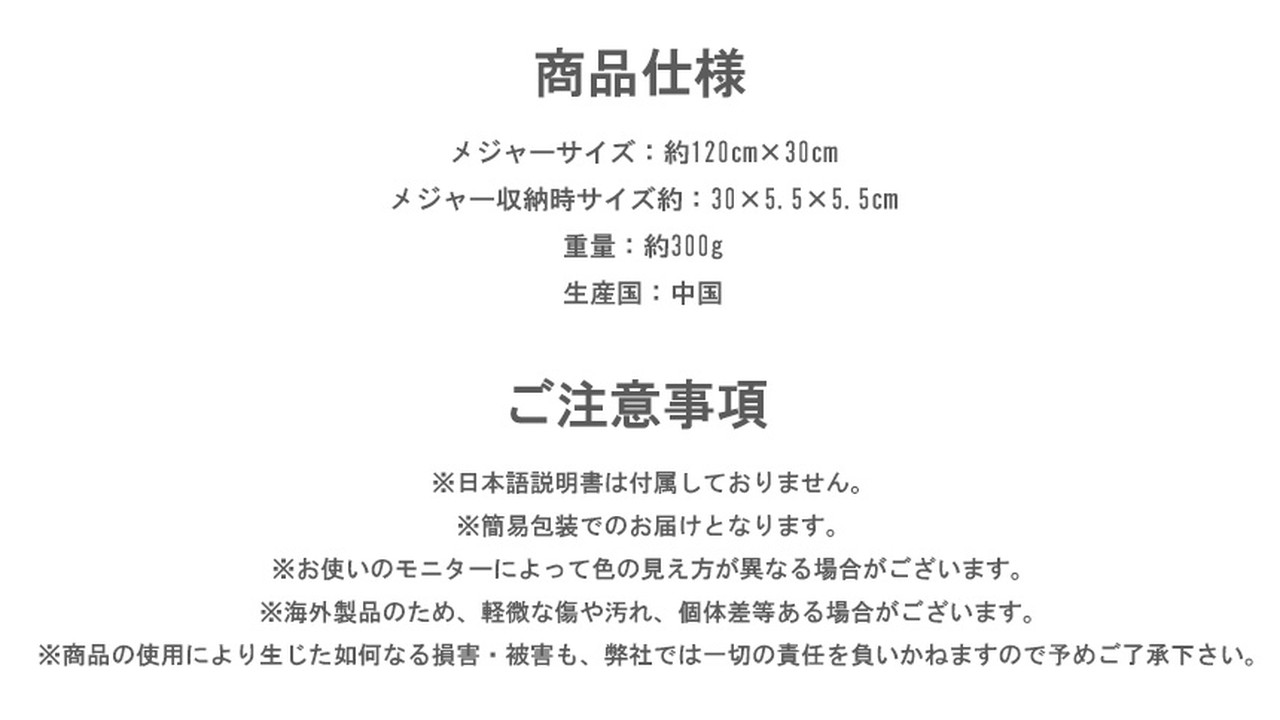 商品仕様
メジャーサイズ：約120cm×30cm
メジャー収納時サイズ約：30×5.5×5.5cm
重量：約300g
生産国：中国
ご注意事項
※日本語説明書は付属しておりません。
※簡易包装でのお届けとなります。
※お使いのモニターによって色の見え方が異なる場合がございます。
※海外製品のため、軽微な傷や汚れ、個体差等ある場合がございます。
※商品の使用により生じた如何なる損害・被害も、弊社では一切の責任を負いかねますので予めご了承下さい。